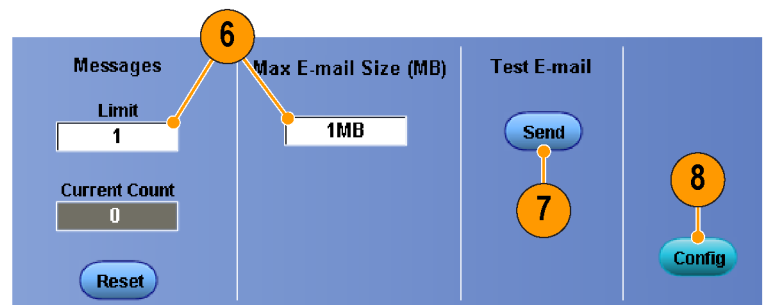 6
Messages Max E-mail Size (MB) Test E-mail
Limit
1 1MB Send
8
Current Count
0 7
Config
Reset